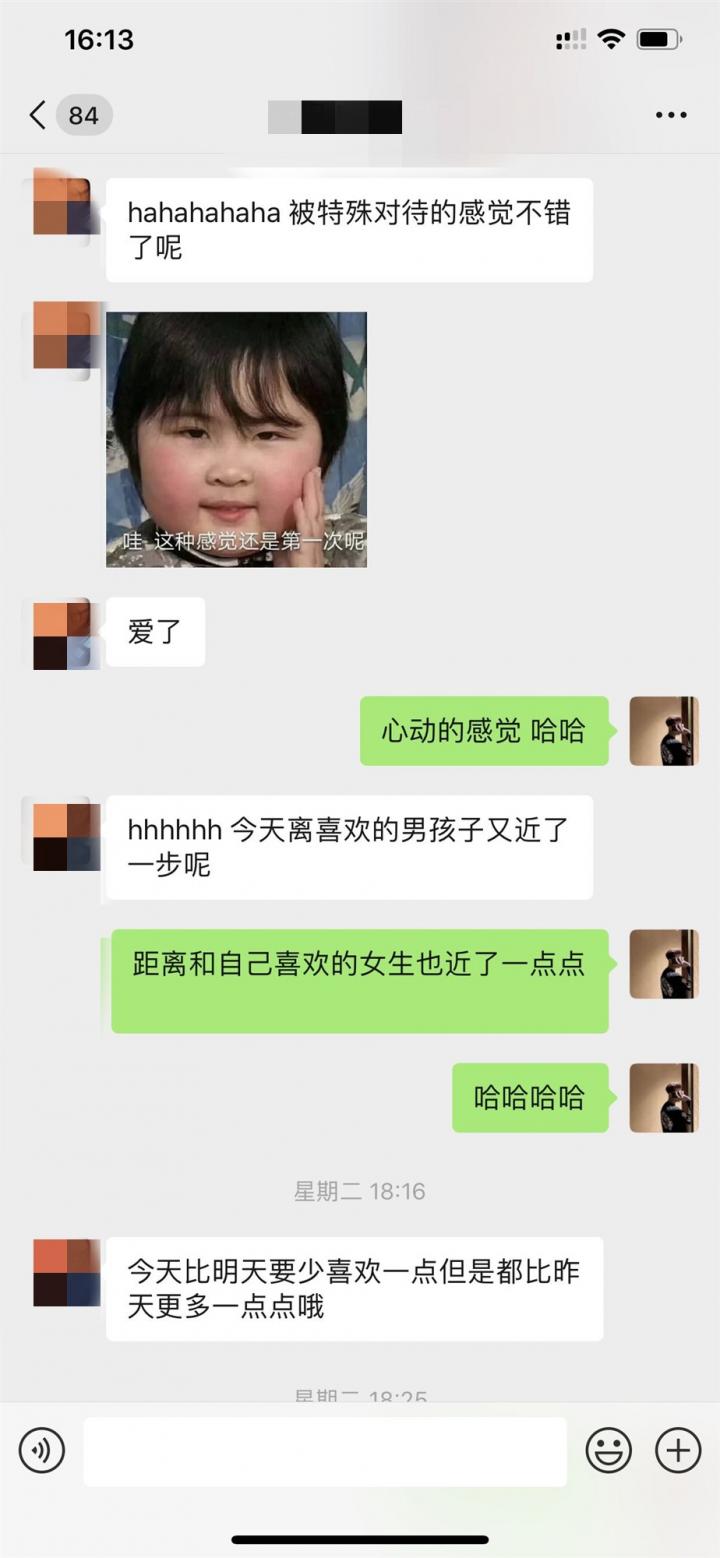 16:13
84
hahahahaha 被特殊对待的感觉不错
了呢
哇 这种感觉还是第一次呢
爱了
心动的感觉 哈哈
hhhhhh 今天离喜欢的男孩子又近了
一步呢
距离和自己喜欢的女生也近了一点点
哈哈哈哈
星期二 18:16
今天比明天要少喜欢一点但是都比昨
天更多一点点哦
星期二 18:25